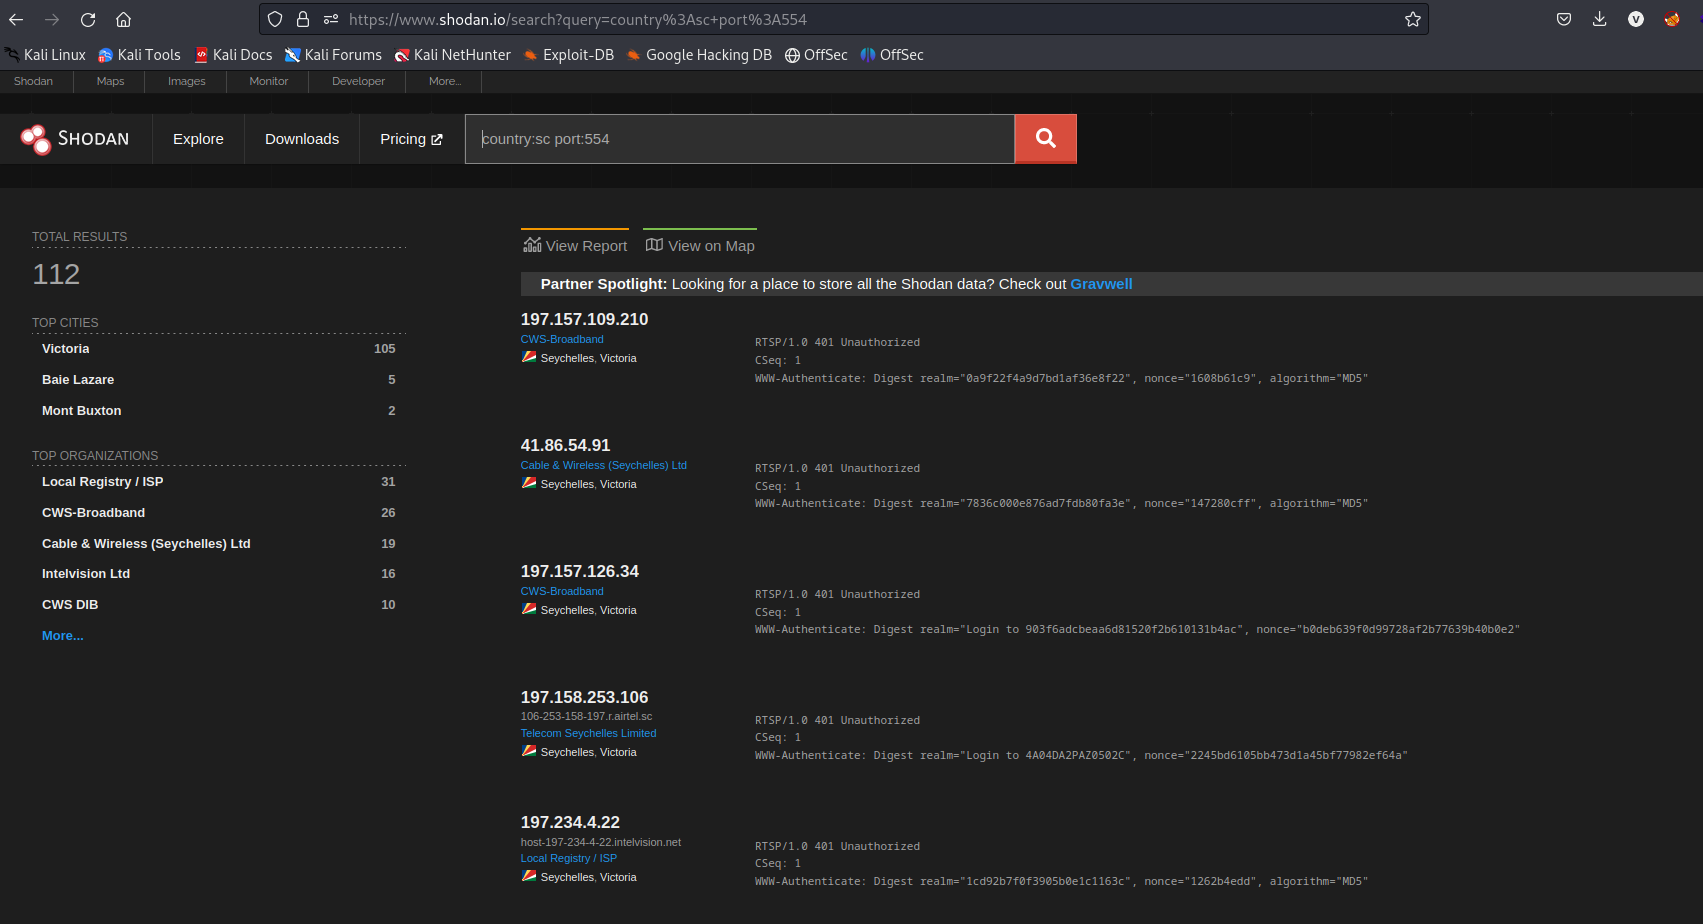 https://www.shodan.io/search?query=country%3Asc+port%3A554
V
Kali Linux Kali Tools Kali Docs Kali Forums Kali NetHunter Exploit-DB Google Hacking DB OffSec OffSec
Shodan Maps Images Monitor Developer More...
SHODAN Explore Downloads Pricing country:sc port:554
TOTAL RESULTS
112
TOP CITIES
Victoria 105
Baie Lazare 5
Mont Buxton 2
TOP ORGANIZATIONS
Local Registry / ISP 31
CWS-Broadband 26
Cable & Wireless (Seychelles) Ltd 19
Intelvision Ltd 16
CWS DIB 10
More...
View Report View on Map
Partner Spotlight: Looking for a place to store all the Shodan data? Check out Gravwell
197.157.109.210
CWS-Broadband
Seychelles, Victoria
RTSP/1.0 401 Unauthorized
CSeq: 1
WWW-Authenticate: Digest realm="0a9f22f4a9d7bd1af36e8f22", nonce="1608b61c9", algorithm="MD5"
41.86.54.91
Cable & Wireless (Seychelles) Ltd
Seychelles, Victoria
RTSP/1.0 401 Unauthorized
CSeq: 1
WWW-Authenticate: Digest realm="7836c000e876ad7fdb80fa3e", nonce="147280cff", algorithm="MD5"
197.157.126.34
CWS-Broadband
Seychelles, Victoria
RTSP/1.0 401 Unauthorized
CSeq: 1
WWW-Authenticate: Digest realm="Login to 903f6adcbeaa6d81520f2b610131b4ac", nonce="b0deb639f0d99728af2b77639b40b0e2"
197.158.253.106
106-253-158-197.r.airtel.sc
Telecom Seychelles Limited
Seychelles, Victoria
RTSP/1.0 401 Unauthorized
CSeq: 1
WWW-Authenticate: Digest realm="Login to 4A04DA2PAZ0502C", nonce="2245bd6105bb473d1a45bf77982ef64a"
197.234.4.22
host-197-234-4-22.intelvision.net
Local Registry / ISP
Seychelles, Victoria
RTSP/1.0 401 Unauthorized
CSeq: 1
WWW-Authenticate: Digest realm="1cd92b7f0f3905b0e1c1163c", nonce="1262b4edd", algorithm="MD5"